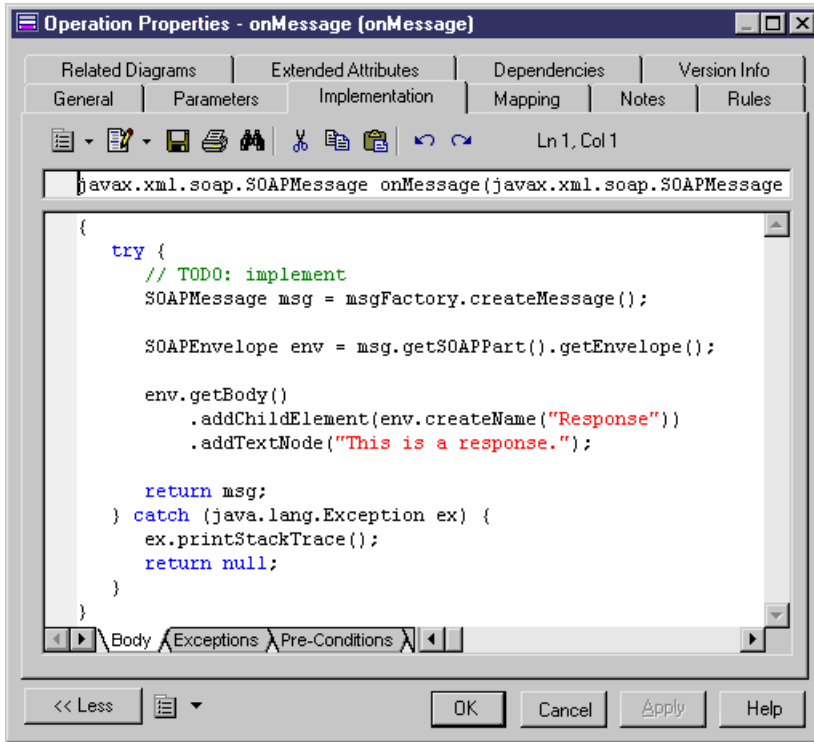 Operation Properties - onMessage (onMessage)
Related Diagrams Extended Attributes Dependencies Version Info
General Parameters Implementation Mapping Notes Rules
Ln 1, Col 1
javax.xml.soap.SOAPMessage onMessage(javax.xml.soap.SOAPMessage
{
try {
// TODO: implement
SOAPMessage msg = msgFactory.createMessage();
SOAPEnvelope env = msg.getSOAPPart().getEnvelope();
env.getBody()
.addChildElement(env.createName("Response"))
.addTextNode("This is a response.");
return msg;
} catch (java.lang.Exception ex) {
ex.printStackTrace();
return null;
}
}
Body Exceptions Pre-Conditions
<< Less OK Cancel Apply Help